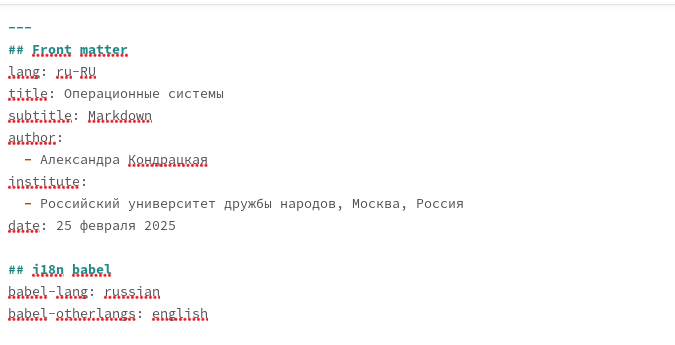 ---
## Front matter
lang: ru-RU
title: Операционные системы
subtitle: Markdown
author:
  - Александра Кондрацкая
institute:
  - Российский университет дружбы народов, Москва, Россия
date: 25 февраля 2025

## i18n babel
babel-lang: russian
babel-otherlangs: english